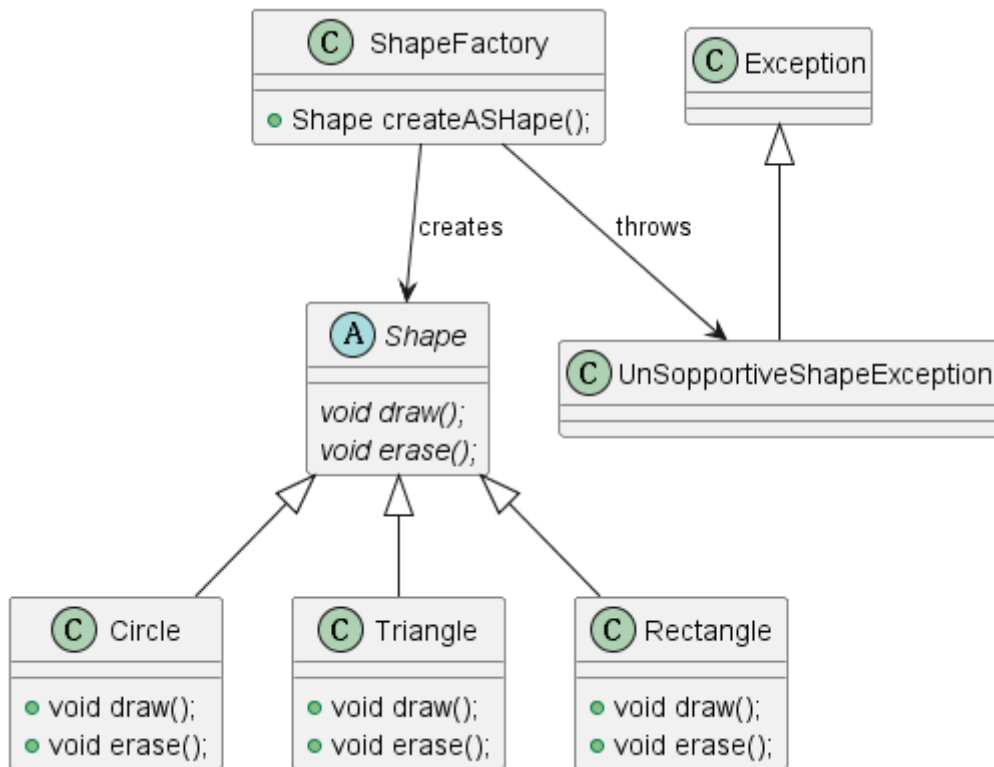 C ShapeFactory
Shape createASHape();
C Exception
creates
throws
A Shape
void draw();
void erase();
C UnSopportiveShapeException
C Circle
void draw();
void erase();
C Triangle
void draw();
void erase();
C Rectangle
void draw();
void erase();